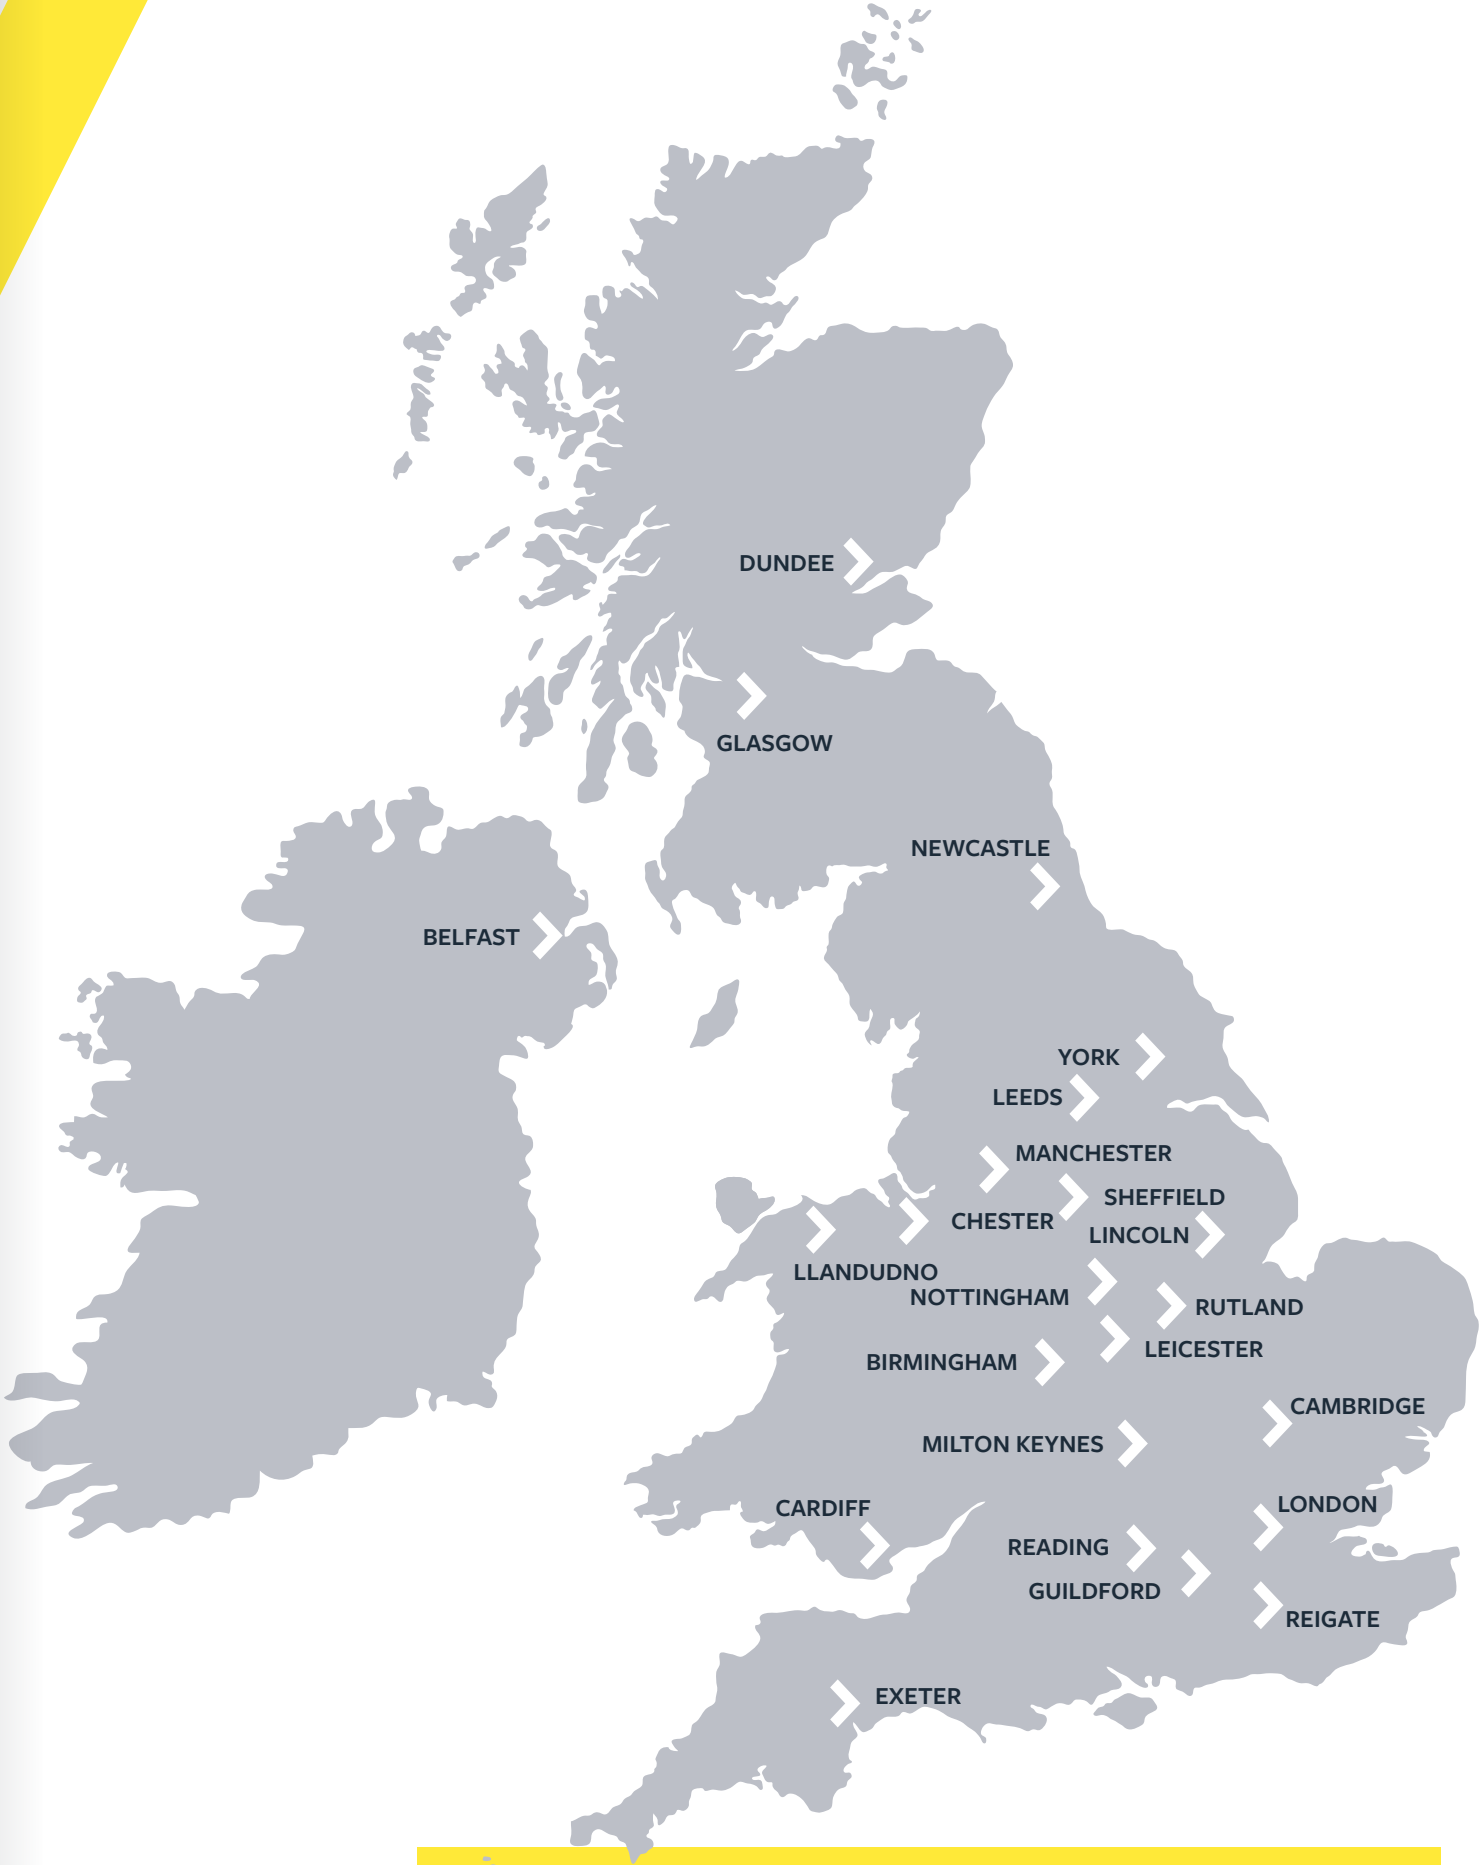 DUNDEE
GLASGOW
NEWCASTLE
BELFAST
YORK
LEEDS
MANCHESTER
SHEFFIELD
CHESTER
LINCOLN
LLANDUDNO
NOTTINGHAM
RUTLAND
LEICESTER
BIRMINGHAM
CAMBRIDGE
MILTON KEYNES
LONDON
CARDIFF
READING
GUILDFORD
REIGATE
EXETER